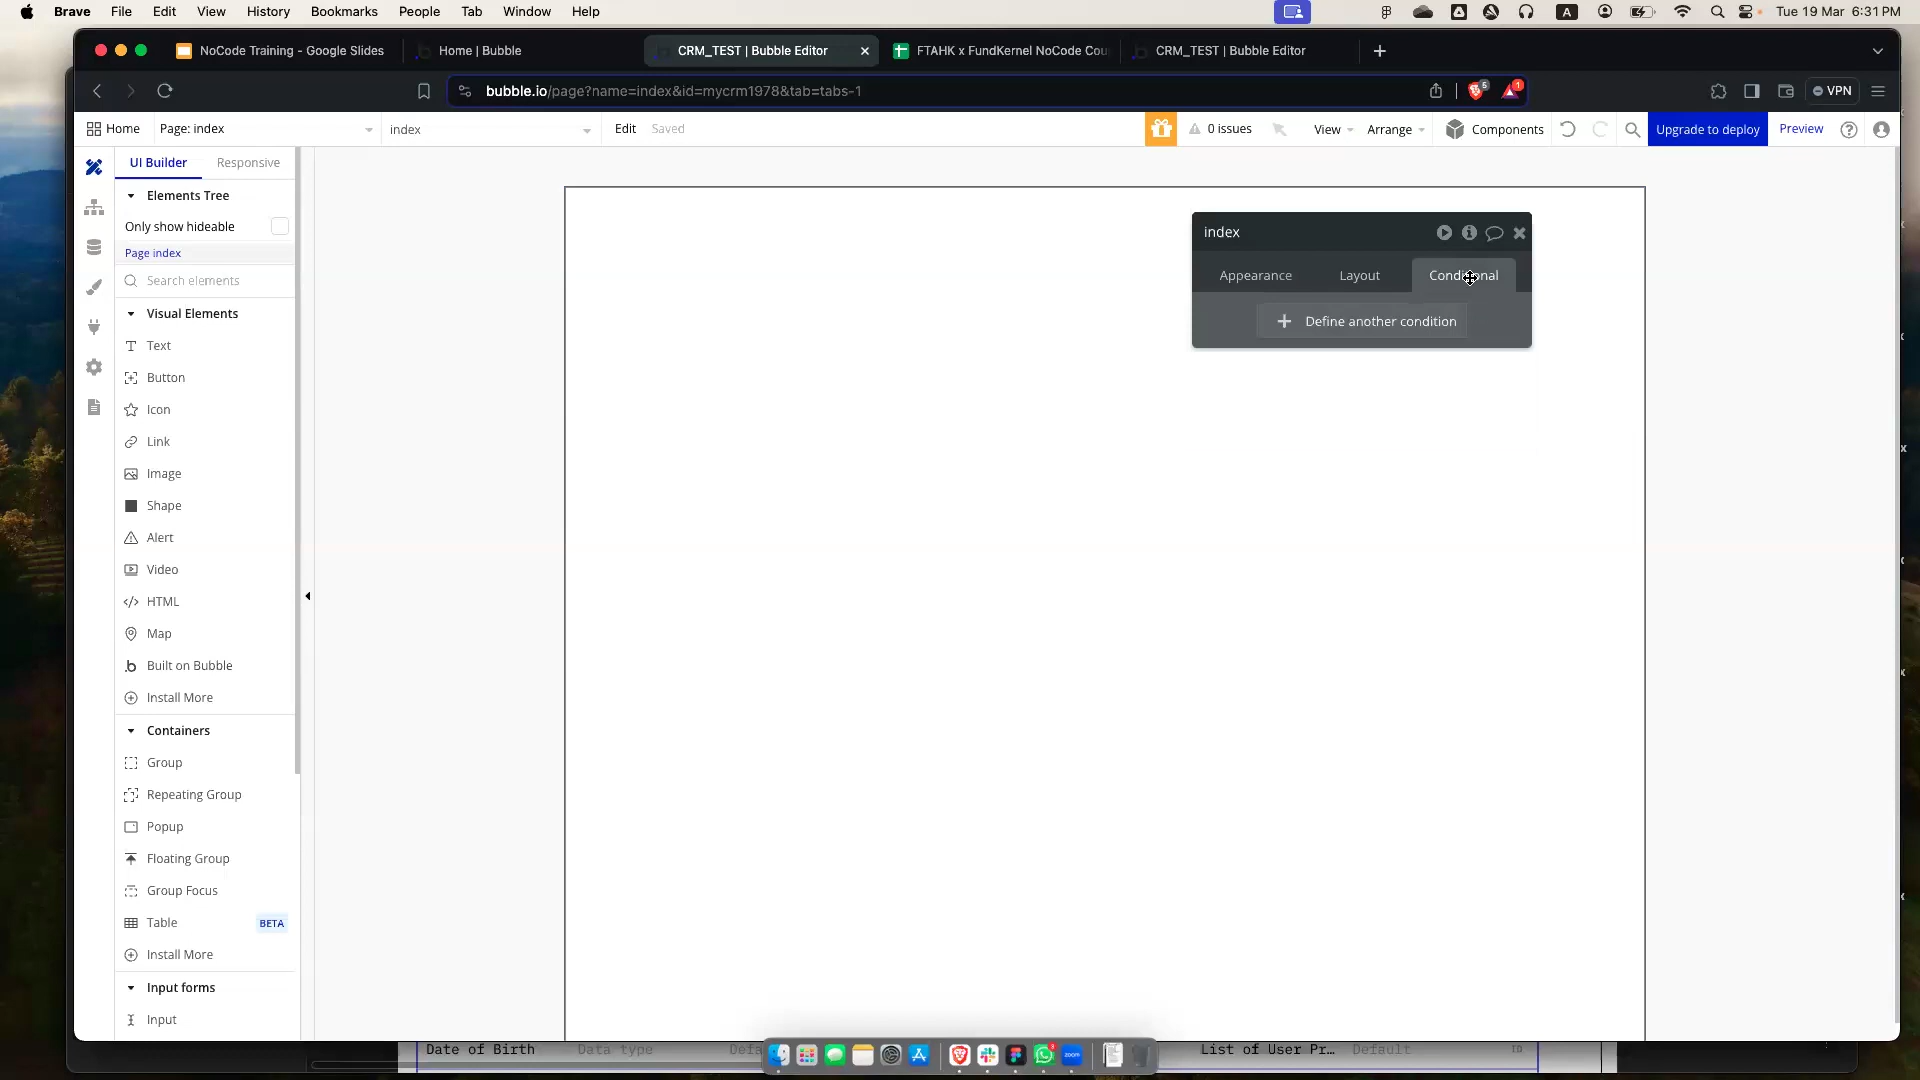 Brave File Edit View History Bookmarks People Tab Window Help A Tue 19 Mar 6:31 PM
NoCode Training - Google Slides Home | Bubble CRM_TEST | Bubble Editor FTAHK x FundKernel NoCode Cou CRM_TEST | Bubble Editor
bubble.io/page?name=index&id=mycrm1978&tab=tabs-1 5 1 VPN
Home Page: index index Edit Saved 0 issues View Arrange Components Upgrade to deploy Preview
UI Builder Responsive
Elements Tree
Only show hideable
Page index
Search elements
Visual Elements
Text
Button
Icon
Link
Image
Shape
Alert
Video
HTML
Map
Built on Bubble
Install More
Containers
Group
Repeating Group
Popup
Floating Group
Group Focus
Table BETA
Install More
Input forms
Input
index
Appearance Layout Conditional
Define another condition
Date of Birth Data type Defa List of User Pr... Default ID
zoom